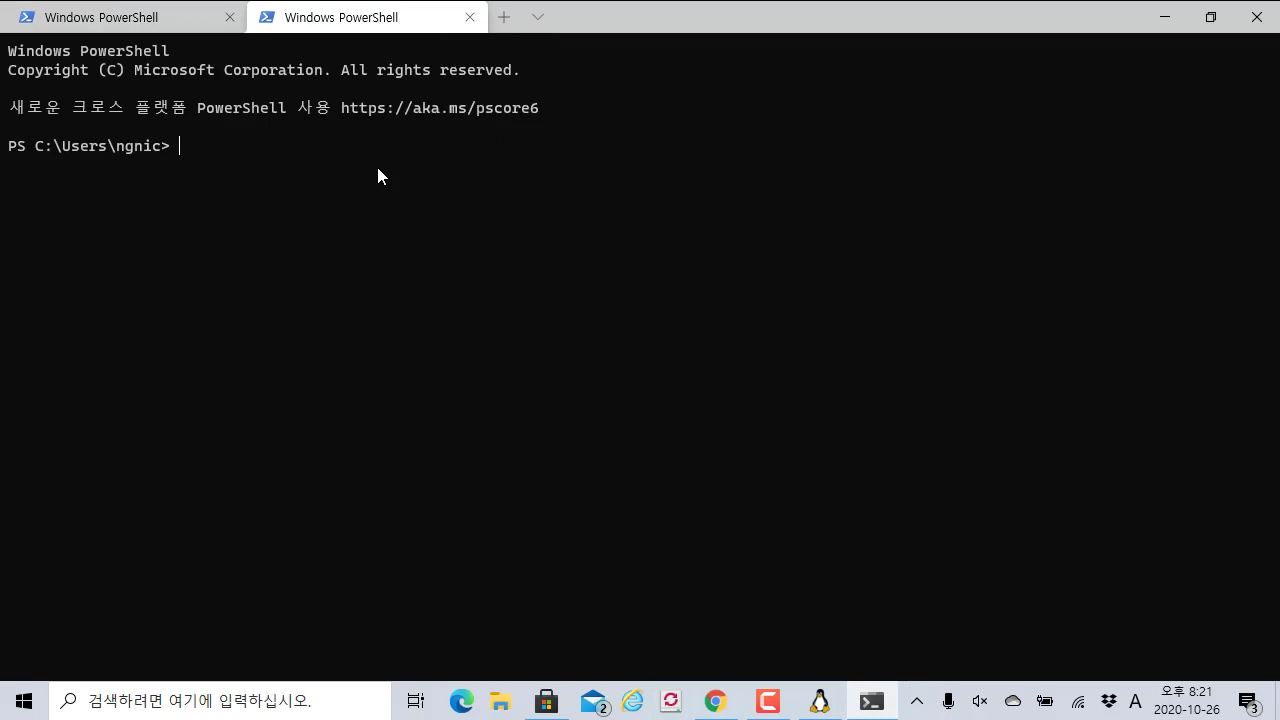 Windows PowerShell
Windows PowerShell
Windows PowerShell
Copyright (C) Microsoft Corporation. All rights reserved.
새로운 크로스 플랫폼 PowerShell 사용 https://aka.ms/pscore6
PS C:\Users\ngnic>
검색하려면 여기에 입력하십시오.
2
A
오후 8:21
2020-10-26
3